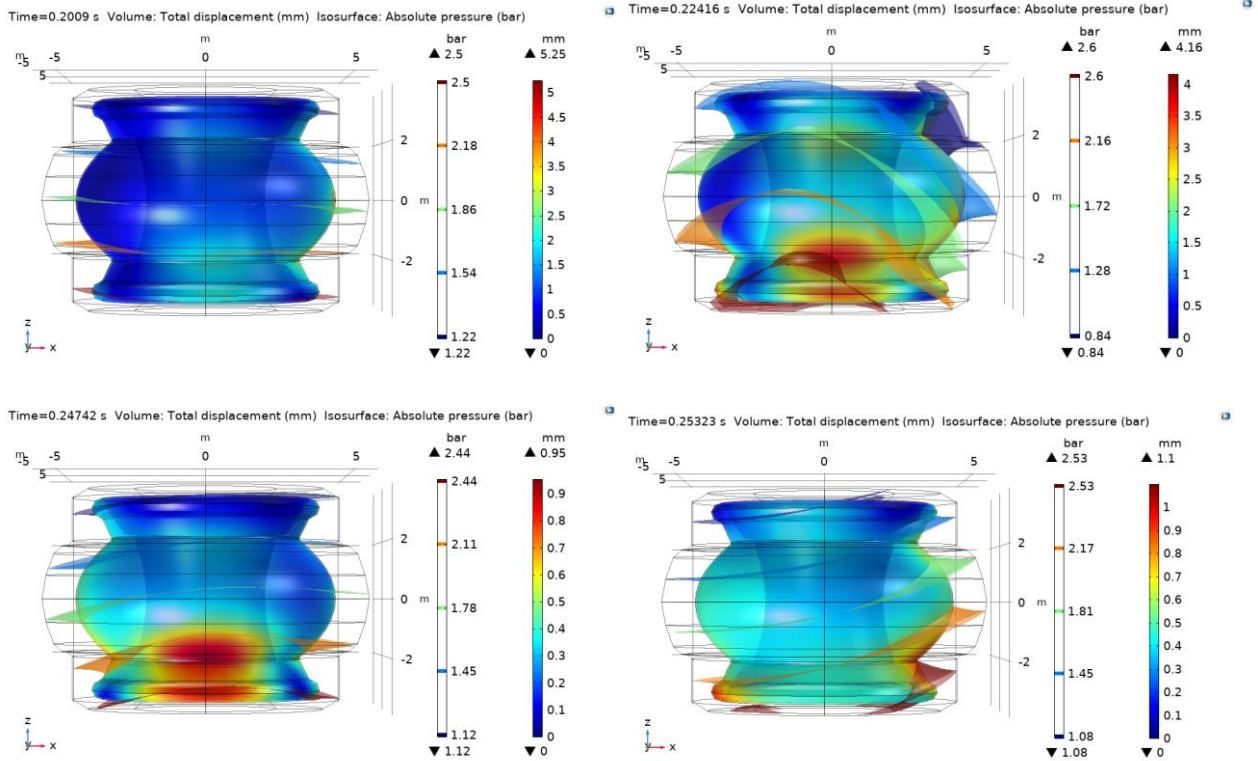 Time=0.2009 s Volume: Total displacement (mm) Isosurface: Absolute pressure (bar)
m
bar mm
m -5 0 5
▲ 2.5 ▲ 5.25
-5
5
2.5
5
4.5
2
2.18
4
3.5
3
0 m
1.86
2.5
2
-2
1.54
1.5
1
0.5
1.22
0
▼ 1.22 ▼ 0
z
y x
Time=0.22416 s Volume: Total displacement (mm) Isosurface: Absolute pressure (bar)
m
bar mm
m -5 0 5
▲ 2.6 ▲ 4.16
-5
5
2.6
4
3.5
2
2.16
3
2.5
0 m
1.72
2
1.5
-2
1.28
1
0.5
0.84
0
▼ 0.84 ▼ 0
z
y x
Time=0.24742 s Volume: Total displacement (mm) Isosurface: Absolute pressure (bar)
m
bar mm
m -5 0 5
▲ 2.44 ▲ 0.95
-5
5
2.44
0.9
0.8
2
2.11
0.7
0.6
0 m
1.78
0.5
0.4
-2
1.45
0.3
0.2
0.1
1.12
0
▼ 1.12 ▼ 0
z
y x
Time=0.25323 s Volume: Total displacement (mm) Isosurface: Absolute pressure (bar)
m
bar mm
m -5 0 5
▲ 2.53 ▲ 1.1
-5
5
2.53
1
0.9
2
2.17
0.8
0.7
0 m
1.81
0.6
0.5
0.4
-2
1.45
0.3
0.2
0.1
1.08
0
▼ 1.08 ▼ 0
z
y x